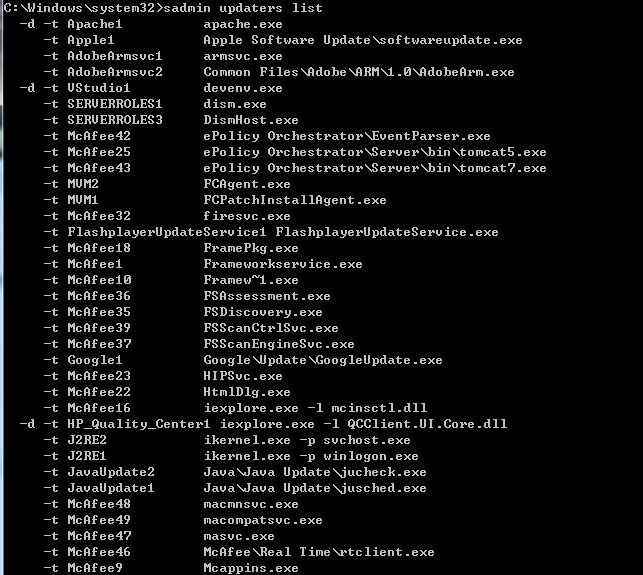 C:\Windows\system32>sadmin updaters list
-d -t Apache1 apache.exe
-t Apple1 Apple Software Update\softwareupdate.exe
-t AdobeArmsvc1 armsvc.exe
-t AdobeArmsvc2 Common Files\Adobe\ARM\1.0\AdobeArm.exe
-d -t VStudio1 devenv.exe
-t SERVERROLES1 dism.exe
-t SERVERROLES3 DismHost.exe
-t McAfee42 ePolicy Orchestrator\EventParser.exe
-t McAfee25 ePolicy Orchestrator\Server\bin\tomcat5.exe
-t McAfee43 ePolicy Orchestrator\Server\bin\tomcat7.exe
-t MVM2 FCAgent.exe
-t MVM1 FCPatchInstallAgent.exe
-t McAfee32 firesvc.exe
-t FlashplayerUpdateService1 FlashplayerUpdateService.exe
-t McAfee18 FramePkg.exe
-t McAfee1 Frameworkservice.exe
-t McAfee10 Framew~1.exe
-t McAfee36 FSAssessment.exe
-t McAfee35 FSDiscovery.exe
-t McAfee39 FSScanCtrlSvc.exe
-t McAfee37 FSScanEngineSvc.exe
-t Google1 Google\Update\GoogleUpdate.exe
-t McAfee23 HIPSvc.exe
-t McAfee22 HtmlDlg.exe
-t McAfee16 iexplore.exe -l mcinsctl.dll
-d -t HP_Quality_Center1 iexplore.exe -l QCClient.UI.Core.dll
-t J2RE2 ikernel.exe -p svchost.exe
-t J2RE1 ikernel.exe -p winlogon.exe
-t JavaUpdate2 Java\Java Update\jucheck.exe
-t JavaUpdate1 Java\Java Update\jusched.exe
-t McAfee48 macmnsvc.exe
-t McAfee49 macompatsvc.exe
-t McAfee47 masvc.exe
-t McAfee46 McAfee\Real Time\rtclient.exe
-t McAfee9 Mcappins.exe